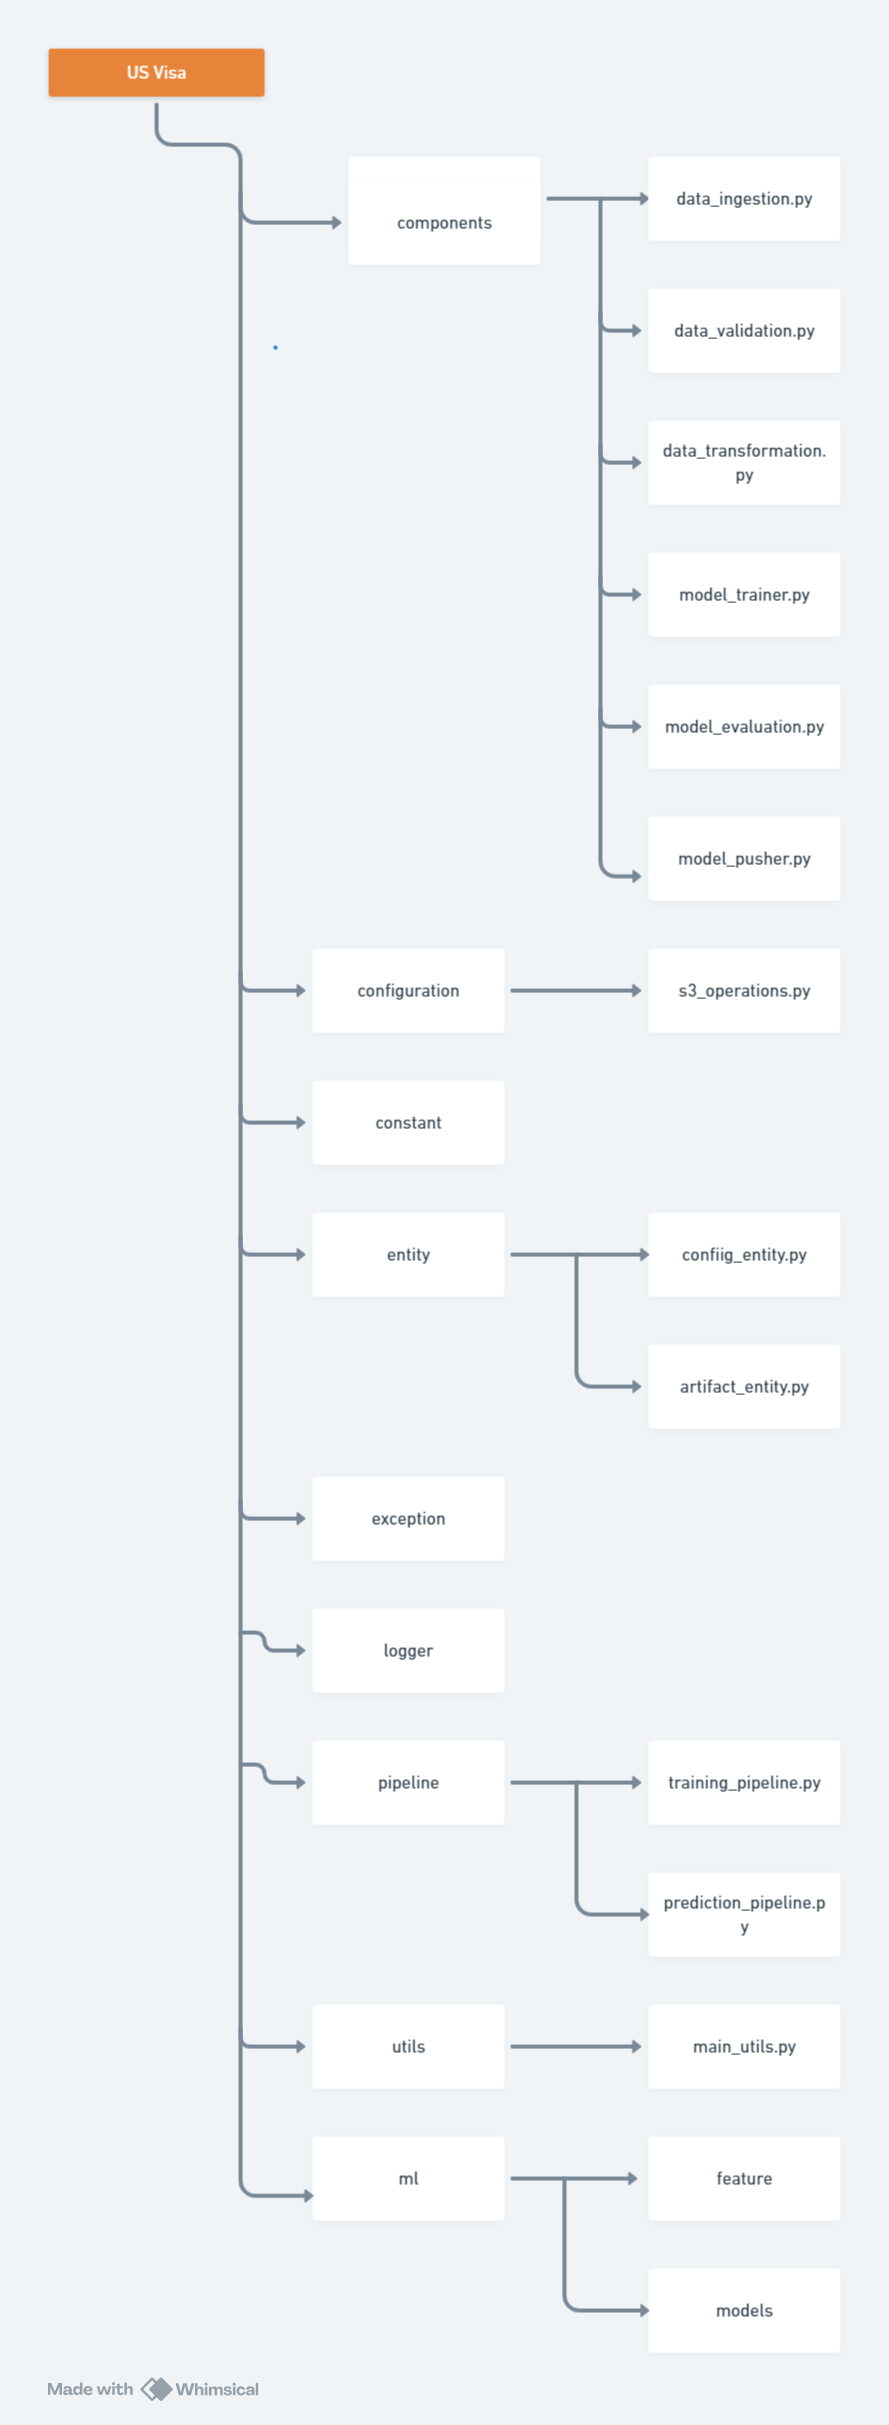 US Visa
components
data_ingestion.py
data_validation.py
data_transformation.
py
model_trainer.py
model_evaluation.py
model_pusher.py
configuration
s3_operations.py
constant
entity
confiig_entity.py
artifact_entity.py
exception
logger
pipeline
training_pipeline.py
prediction_pipeline.p
y
utils
main_utils.py
ml
feature
models
Made with Whimsical